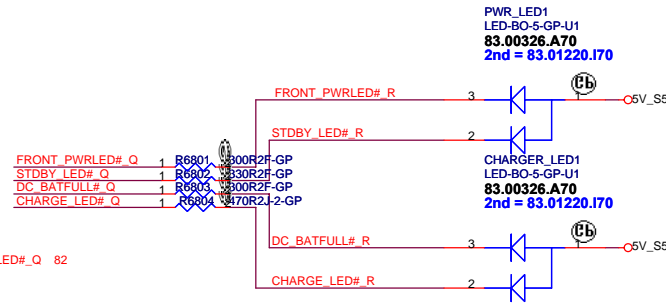 PWR_LED1
LED-BO-5-GP-U1
83.00326.A70
2nd = 83.01220.I70
FRONT_PWRLED#_R 3 1 5V_S5
STDBY_LED#_R 2
FRONT_PWRLED#_Q 1 R6801 300R2F-GP
STDBY_LED#_Q 1 R6802 330R2F-GP
DC_BATFULL#_Q 1 R6803 300R2F-GP
CHARGE_LED#_Q 1 R6804 470R2J-2-GP
CHARGER_LED1
LED-BO-5-GP-U1
83.00326.A70
2nd = 83.01220.I70
DC_BATFULL#_R 3 1 5V_S5
LED#_Q 82
CHARGE_LED#_R 2